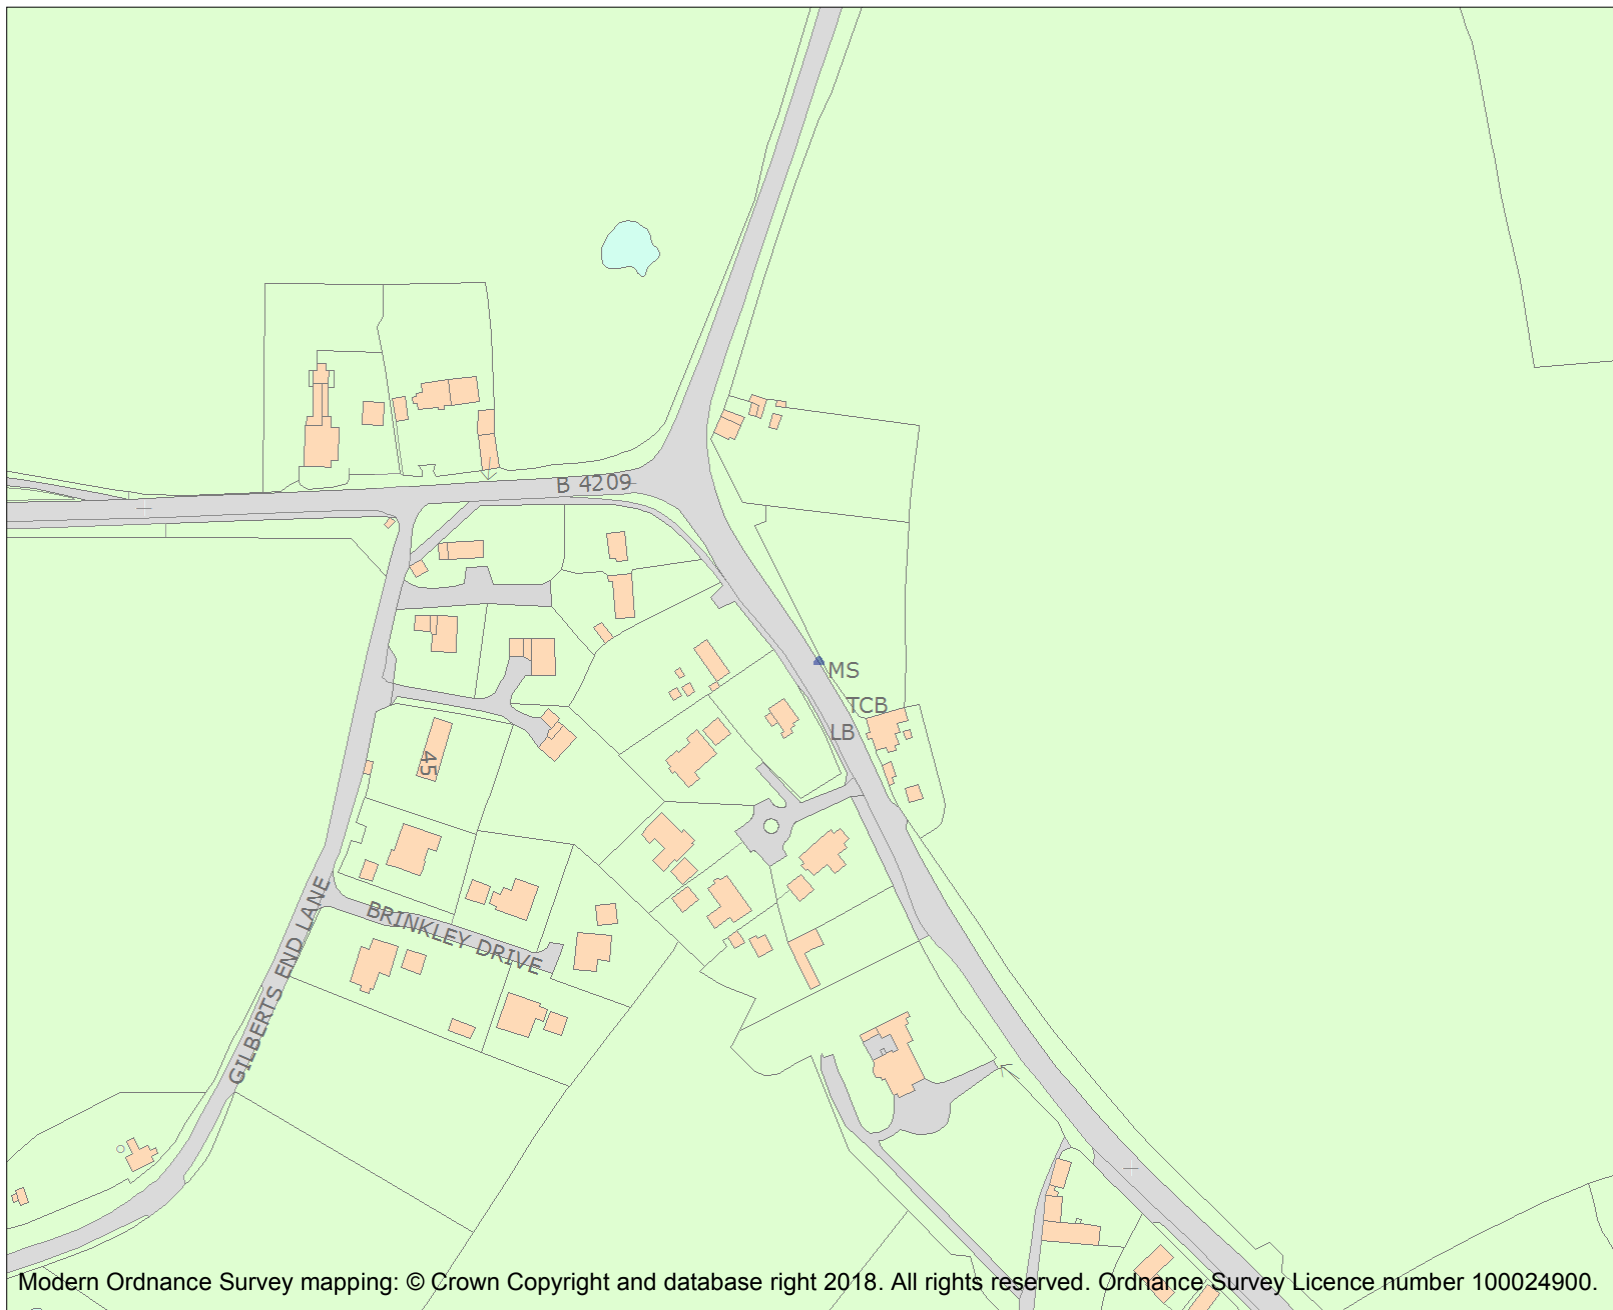 B 4209
MS
TCB
LB
45
BRINKLEY DRIVE
GILBERTS END LANE
Modern Ordnance Survey mapping: © Crown Copyright and database right 2018. All rights reserved. Ordnance Survey Licence number 100024900.